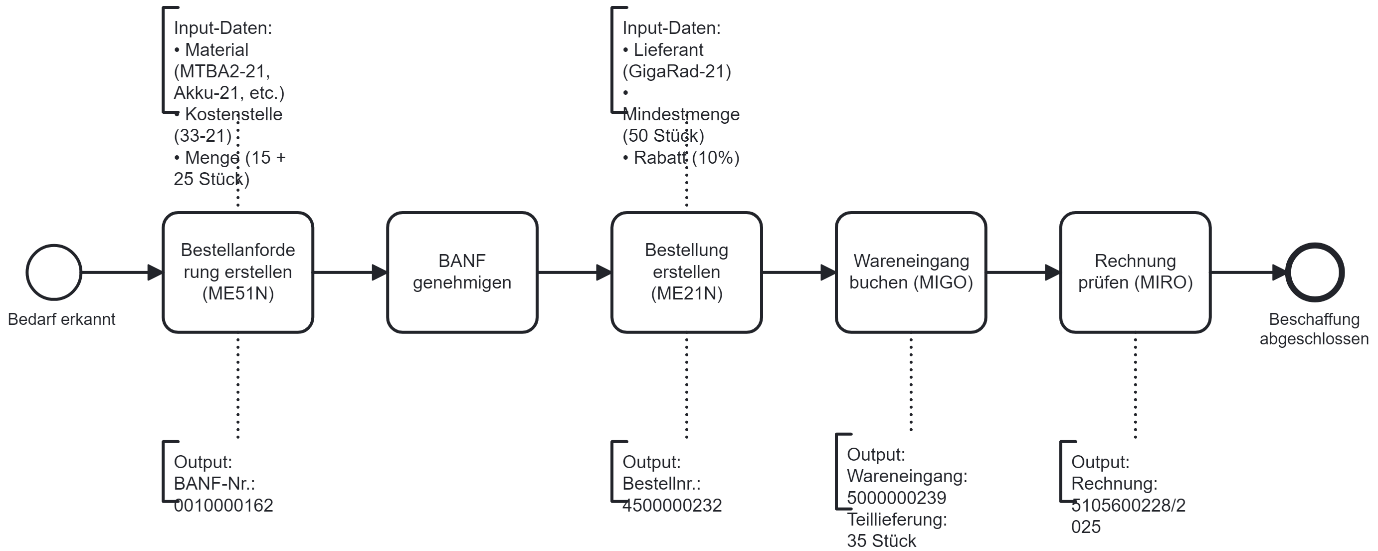 Input-Daten:
• Material
(MTBA2-21,
Akku-21, etc.)
• Kostenstelle
(33-21)
• Menge (15 +
25 Stück)
Input-Daten:
• Lieferant
(GigaRad-21)
•
Mindestmenge
(50 Stück)
• Rabatt (10%)
Bedarf erkannt
Bestellanforde
rung erstellen
(ME51N)
BANF
genehmigen
Bestellung
erstellen
(ME21N)
Wareneingang
buchen (MIGO)
Rechnung
prüfen (MIRO)
Beschaffung
abgeschlossen
Output:
BANF-Nr.:
0010000162
Output:
Bestellnr.:
4500000232
Output:
Wareneingang:
5000000239
Teillieferung:
35 Stück
Output:
Rechnung:
5105600228/2
025